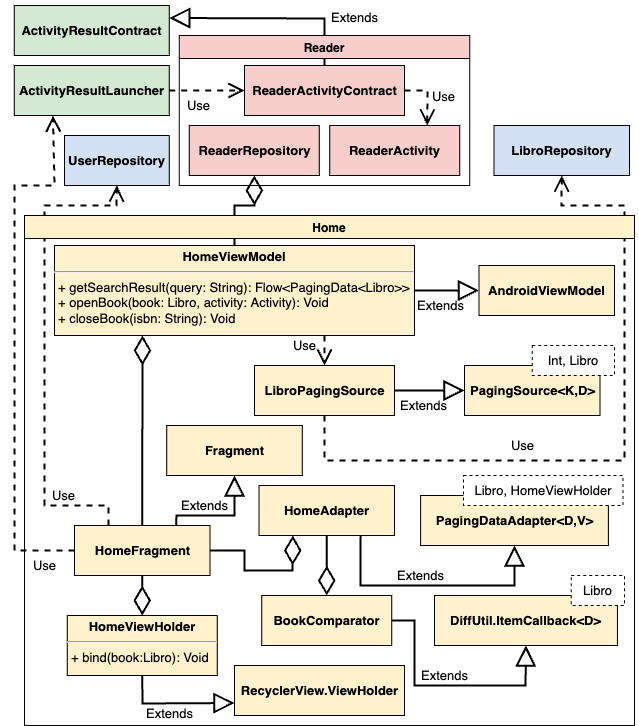 ActivityResultContract
Extends
Reader
ActivityResultLauncher
Use
ReaderActivityContract
Use
UserRepository
ReaderRepository
ReaderActivity
LibroRepository
Home
HomeViewModel
+ getSearchResult(query: String): Flow<PagingData<Libro>>
+ openBook(book: Libro, activity: Activity): Void
+ closeBook(isbn: String): Void
Extends
AndroidViewModel
Use
Int, Libro
LibroPagingSource
Extends
PagingSource<K,D>
Use
Fragment
Use
Extends
Libro, HomeViewHolder
HomeAdapter
PagingDataAdapter<D,V>
HomeFragment
Use
Extends
Libro
HomeViewHolder
+ bind(book:Libro): Void
BookComparator
DiffUtil.ItemCallback<D>
Extends
RecyclerView.ViewHolder
Extends